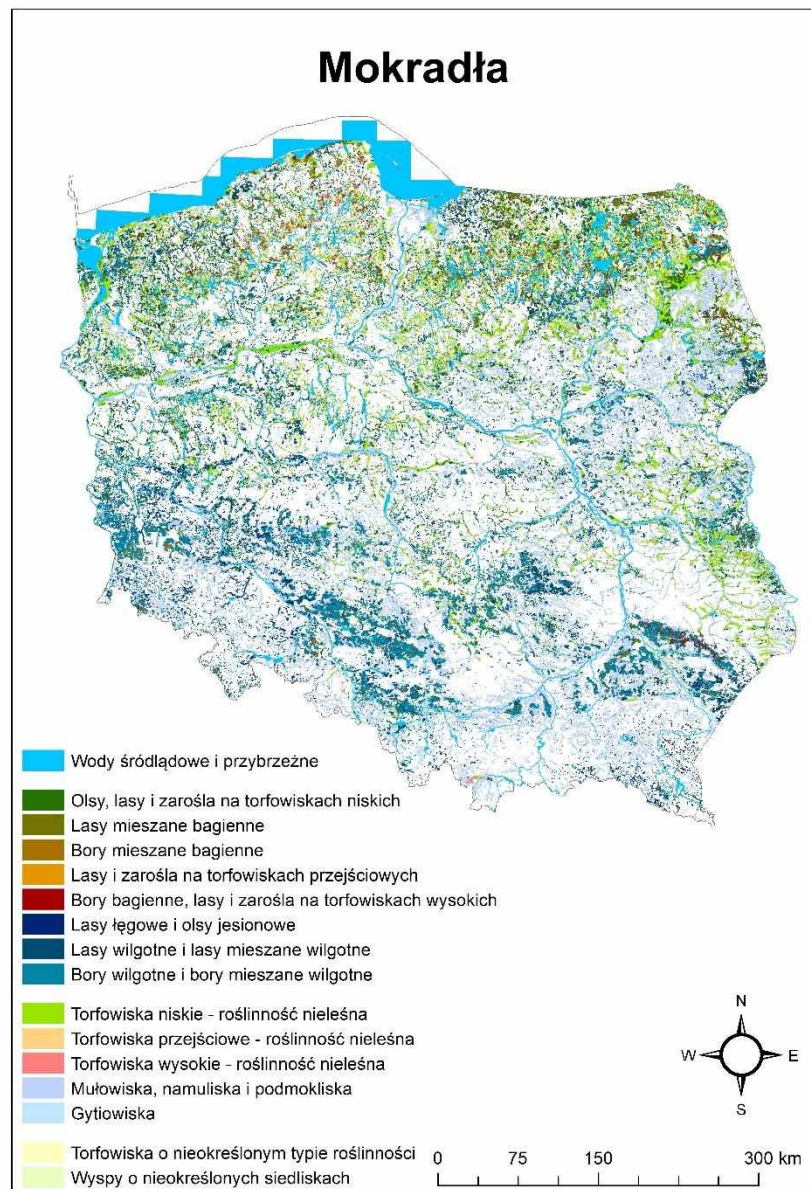 Mokradła
Wody śródlądowe i przybrzeżne
Olsy, lasy i zarośla na torfowiskach niskich
Lasy mieszane bagienne
Bory mieszane bagienne
Lasy i zarośla na torfowiskach przejściowych
Bory bagienne, lasy i zarośla na torfowiskach wysokich
Lasy łęgowe i olsy jesionowe
Lasy wilgotne i lasy mieszane wilgotne
Bory wilgotne i bory mieszane wilgotne
Torfowiska niskie - roślinność nieleśna
Torfowiska przejściowe - roślinność nieleśna
Torfowiska wysokie - roślinność nieleśna
Mułowiska, namuliska i podmokliska
Gytiowiska
Torfowiska o nieokreślonym typie roślinności
Wyspy o nieokreślonych siedliskach
N
W E
S
0 75 150 300 km